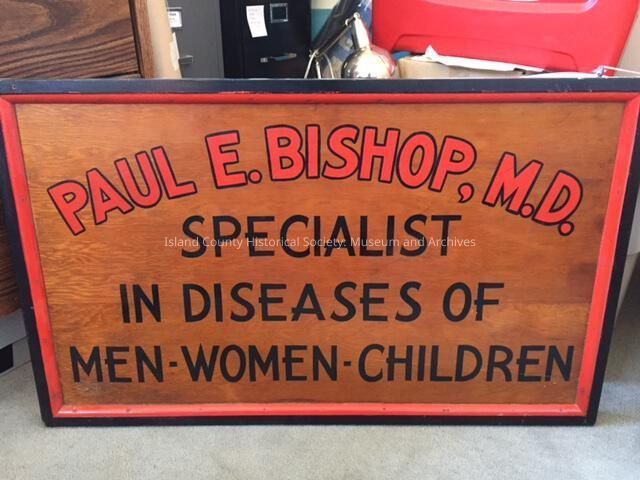 PAUL E. BISHOP, M.D.
SPECIALIST
Island County Historical Society: Museum and Archives
IN DISEASES OF
MEN-WOMEN-CHILDREN